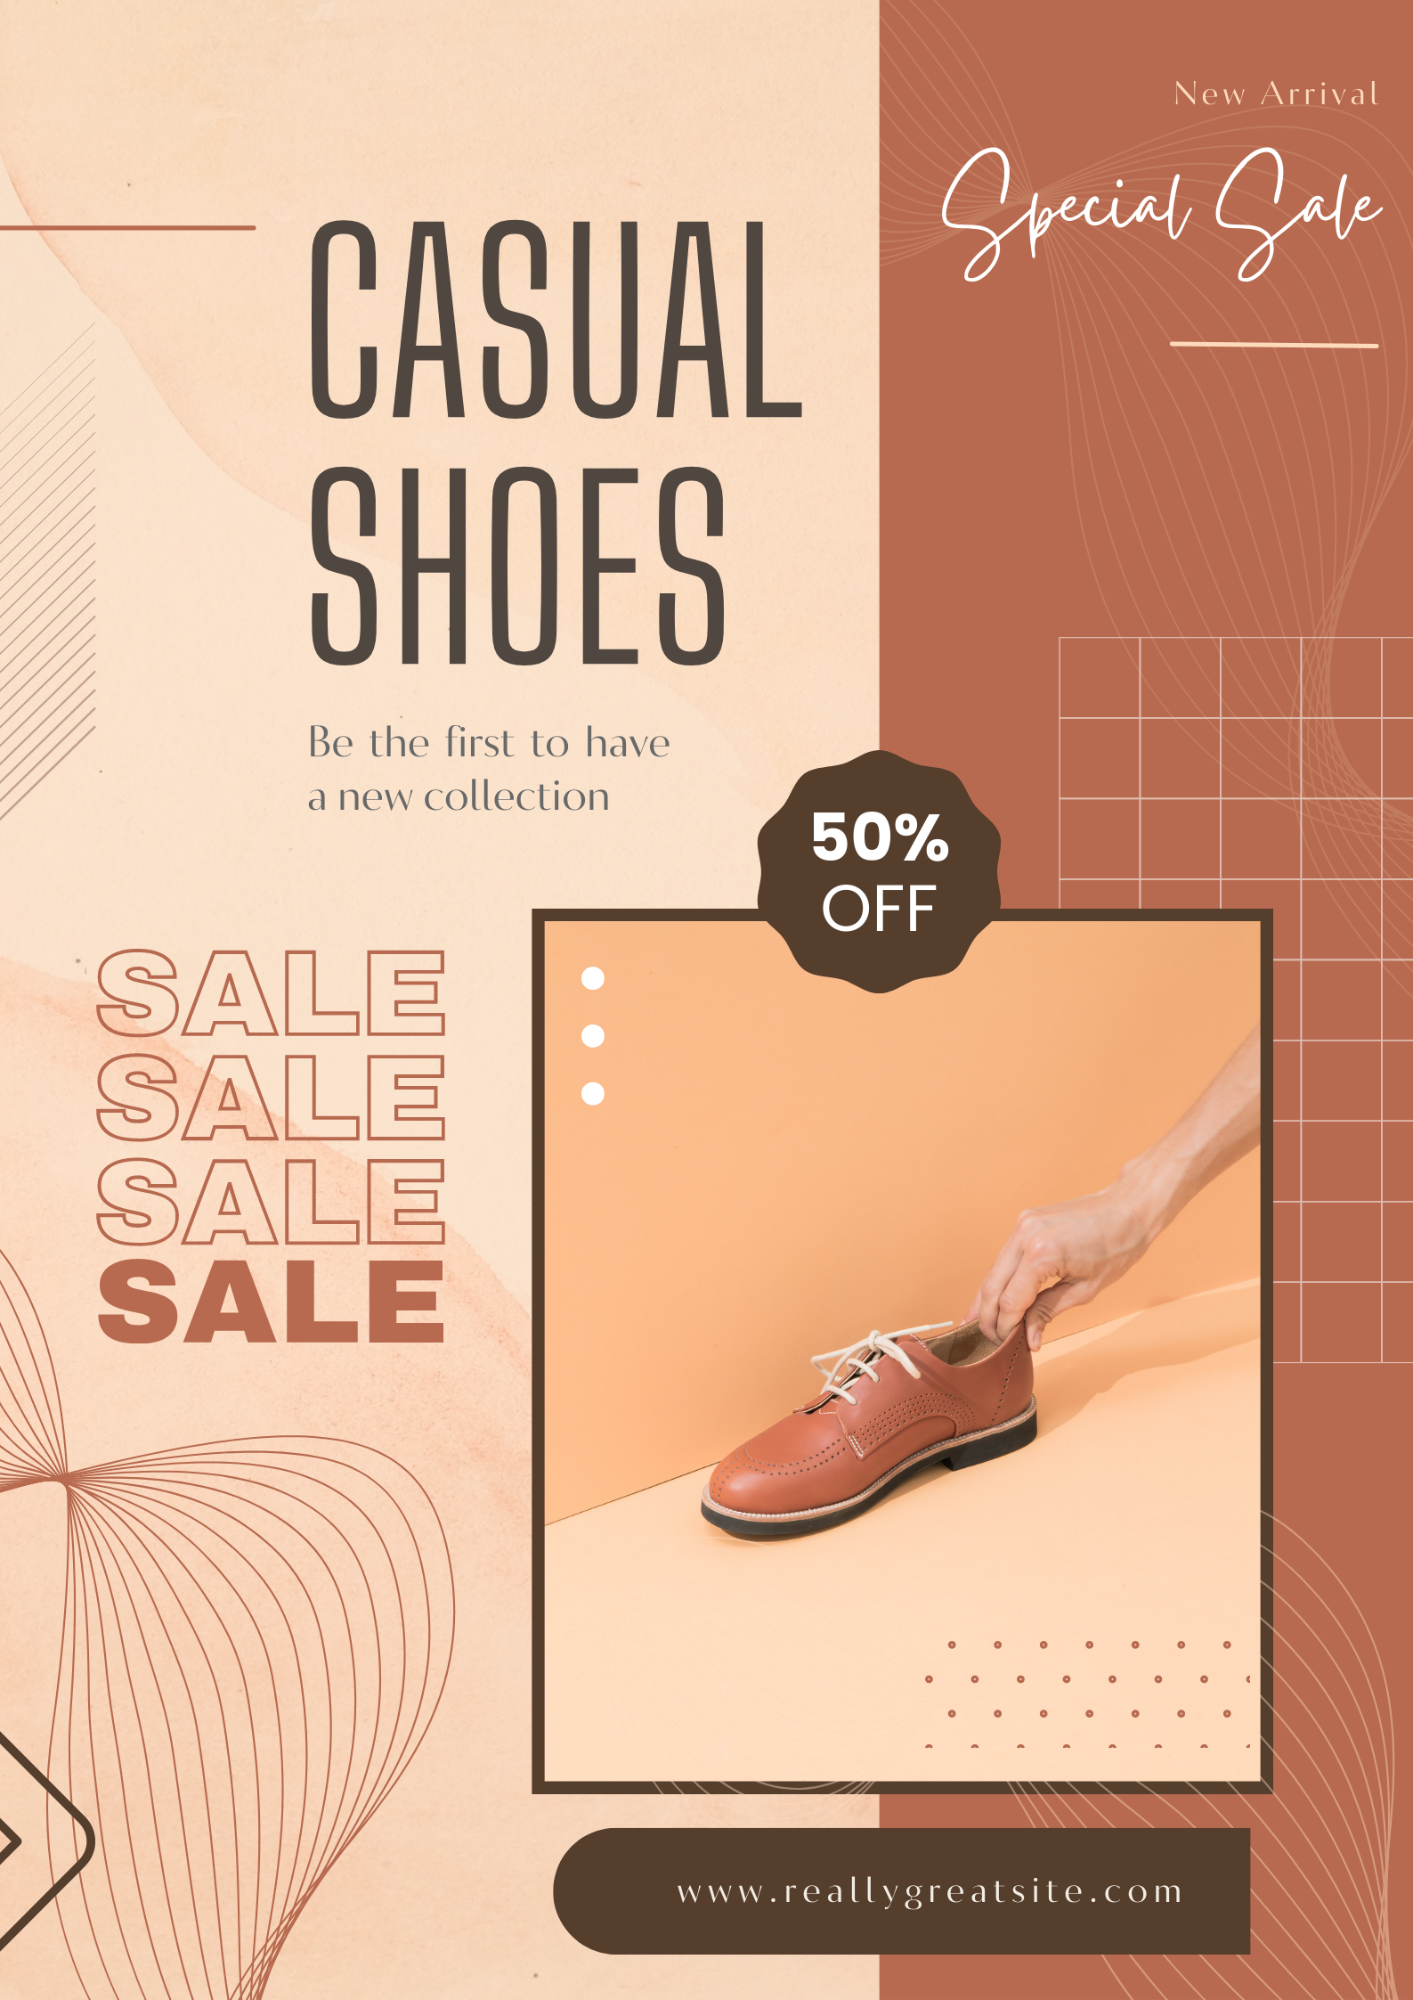 New Arrival
Special Sale
CASUAL
SHOES
Be the first to have
a new collection
50%
OFF
SALE
SALE
SALE
SALE
www.reallygreatsite.com